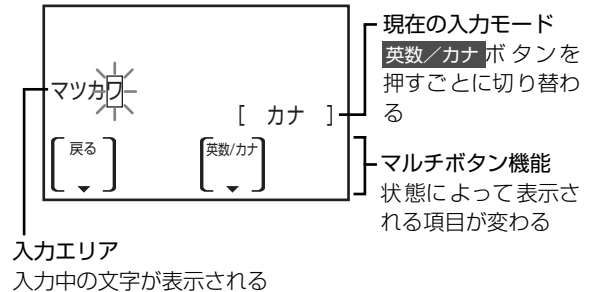 現在の入力モード
英数／カナ ボタンを
押すごとに切り替わ
る
マツカワ
[ カナ ]
戻る
英数/カナ
マルチボタン機能
状態によって表示さ
れる項目が変わる
入力エリア
入力中の文字が表示される